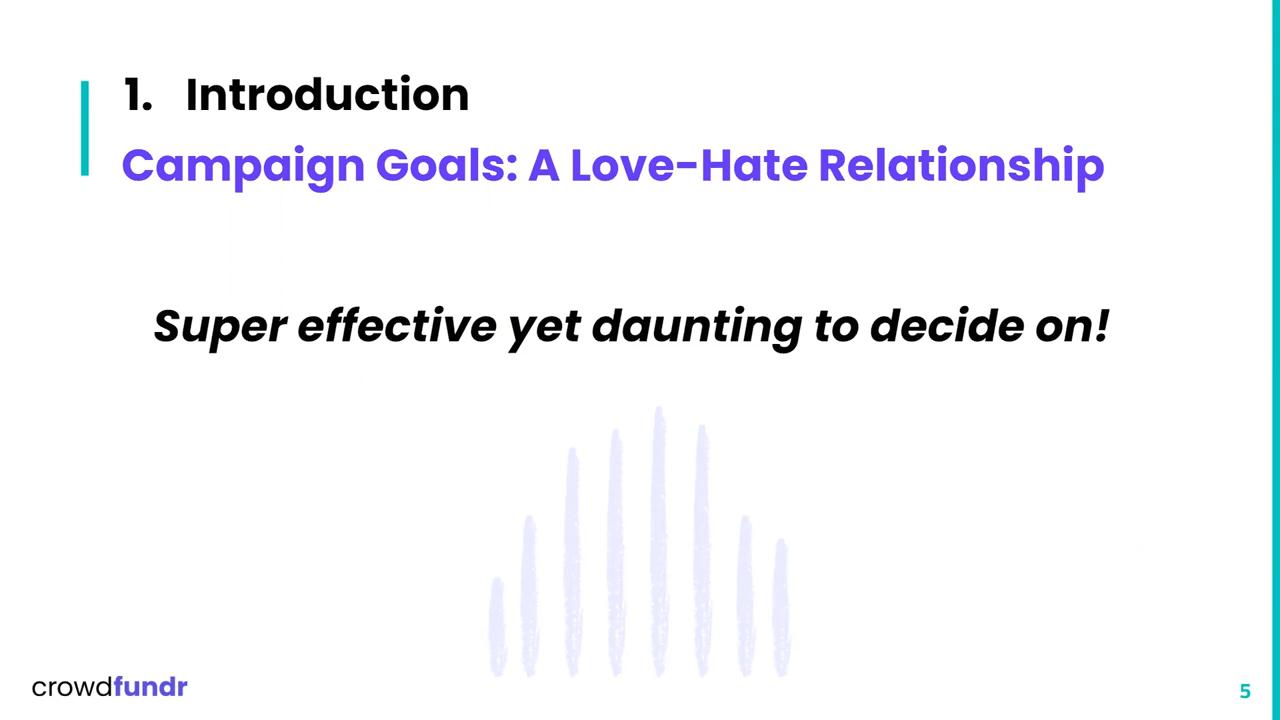 1. Introduction
Campaign Goals: A Love-Hate Relationship
Super effective yet daunting to decide on!
crowdfundr
5